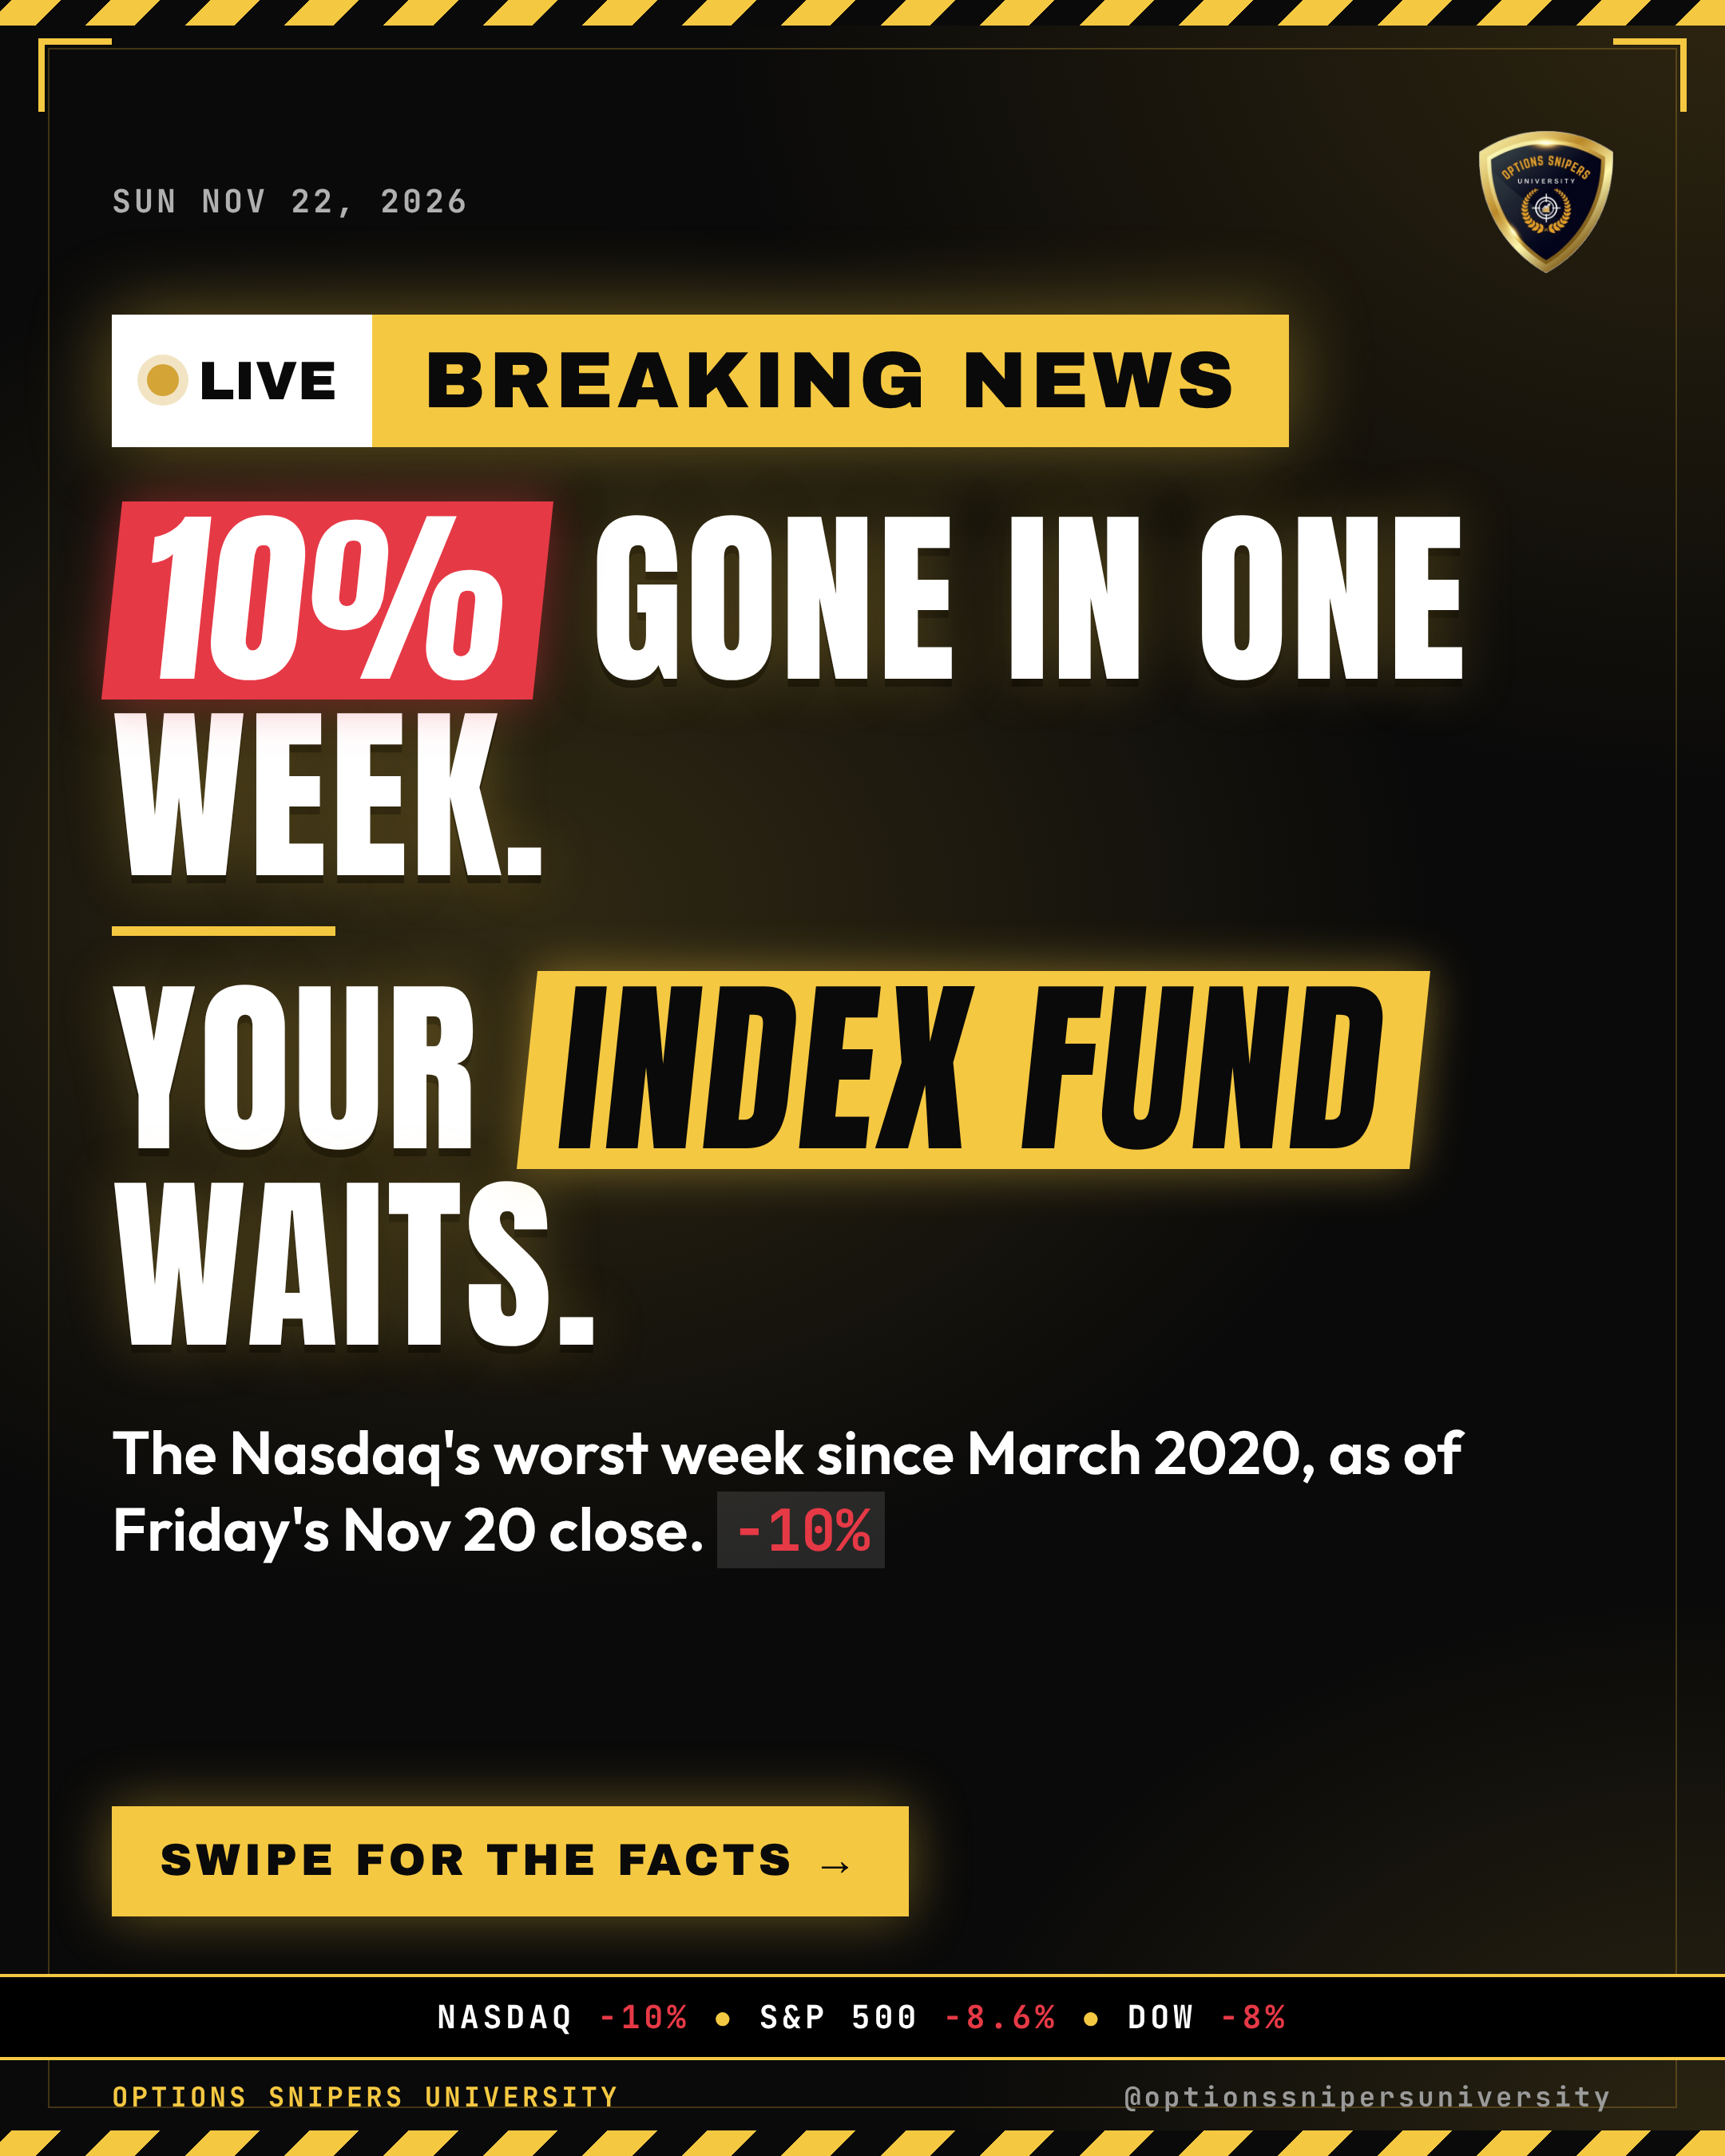 SUN NOV 22, 2026
OPTIONS SNIPERS
UNIVERSITY
LIVE BREAKING NEWS
10% GONE IN ONE
WEEK.
YOUR INDEX FUND
WAITS.
The Nasdaq's worst week since March 2020, as of
Friday's Nov 20 close. -10%
SWIPE FOR THE FACTS →
NASDAQ -10% • S&P 500 -8.6% • DOW -8%
OPTIONS SNIPERS UNIVERSITY @optionssnipersuniversity